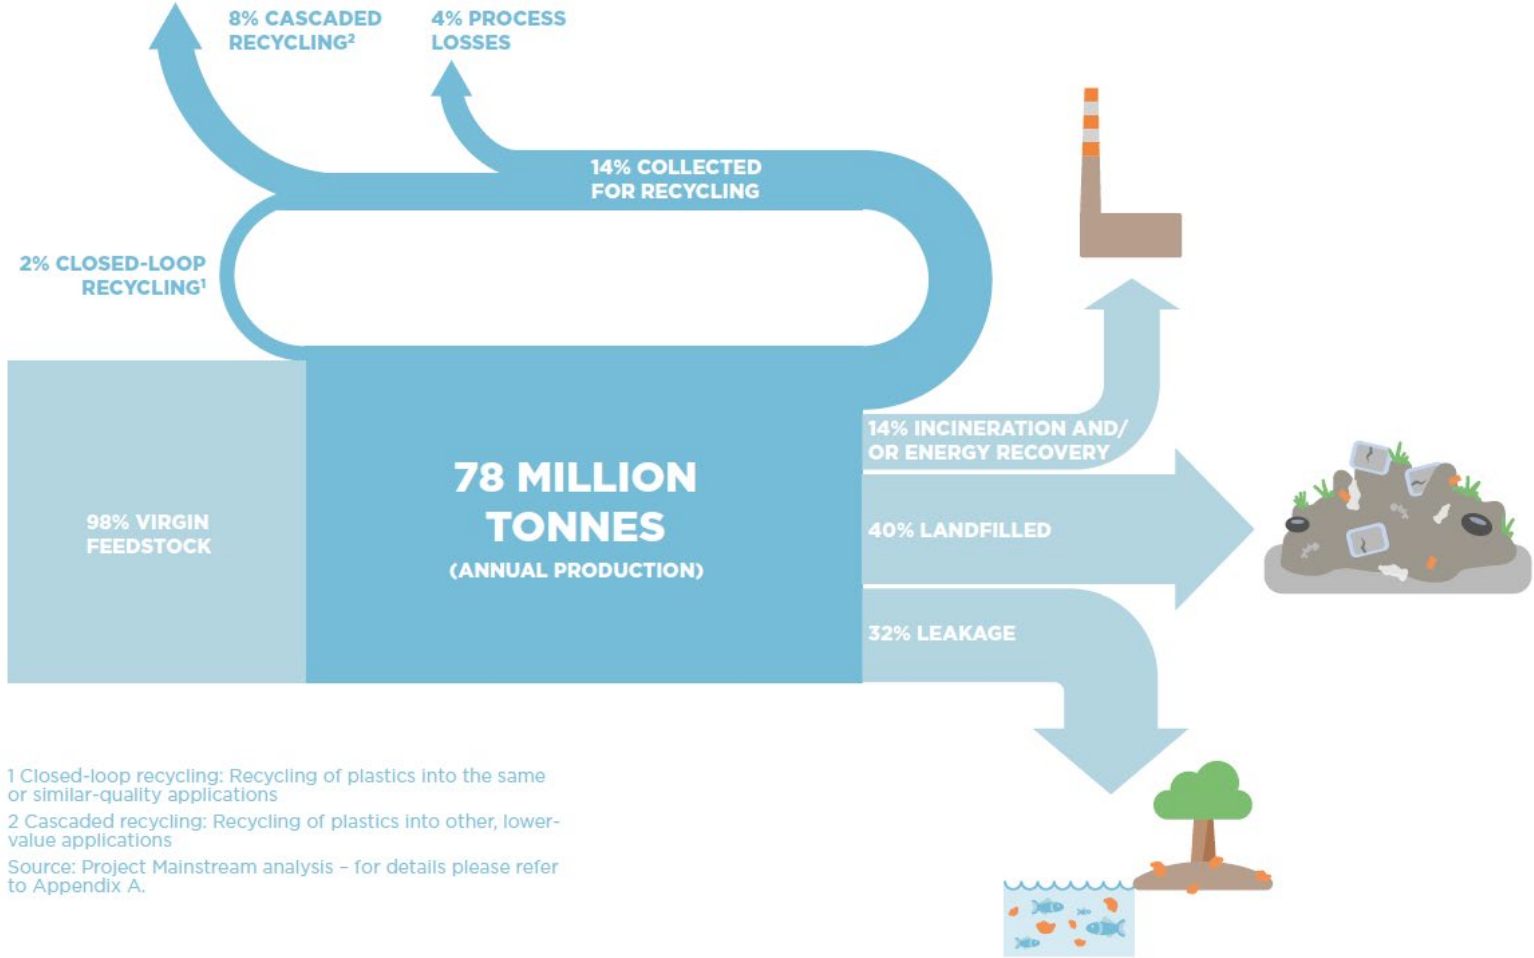 8% CASCADED
RECYCLING²
4% PROCESS
LOSSES
14% COLLECTED
FOR RECYCLING
2% CLOSED-LOOP
RECYCLING¹
98% VIRGIN
FEEDSTOCK
78 MILLION
TONNES
(ANNUAL PRODUCTION)
14% INCINERATION AND/
OR ENERGY RECOVERY
40% LANDFILLED
32% LEAKAGE
1 Closed-loop recycling: Recycling of plastics into the same
or similar-quality applications
2 Cascaded recycling: Recycling of plastics into other, lower-
value applications
Source: Project Mainstream analysis – for details please refer
to Appendix A.